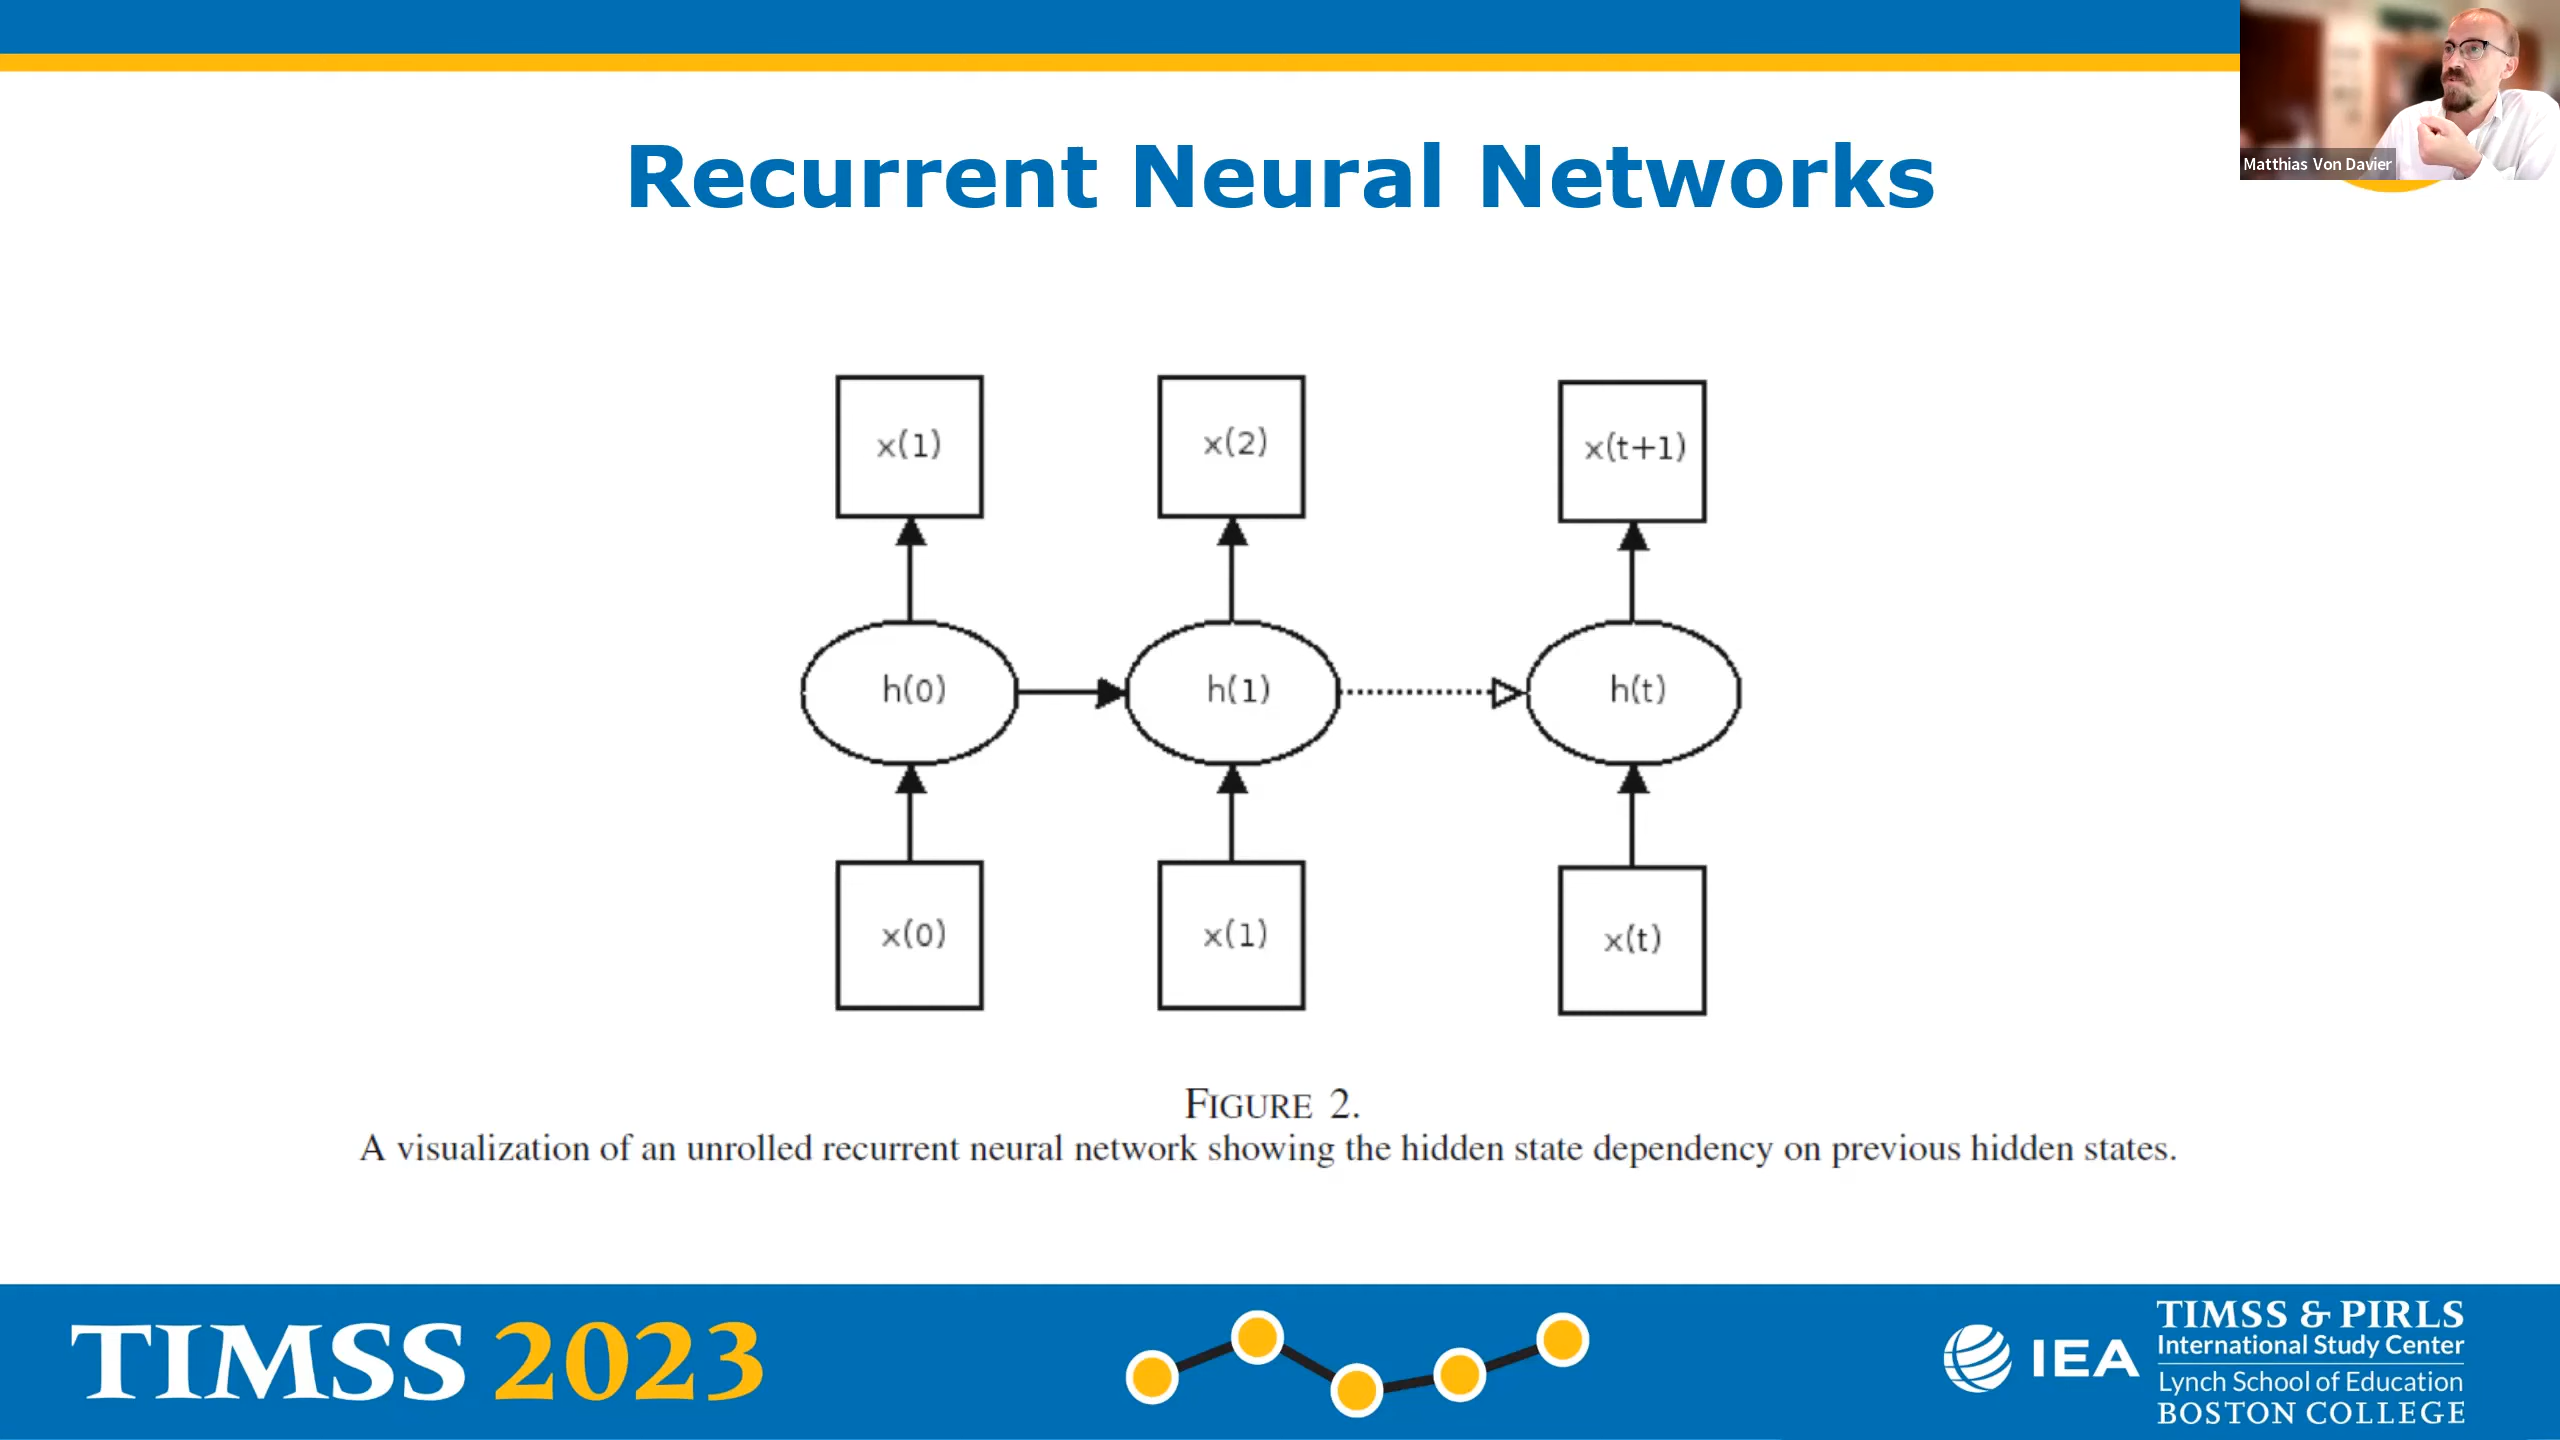 Matthias Von Davier
Recurrent Neural Networks
x(1)
x(2)
x(t+1)
h(0)
h(1)
h(t)
x(0)
x(1)
x(t)
FIGURE 2.
A visualization of an unrolled recurrent neural network showing the hidden state dependency on previous hidden states.
TIMSS 2023
IEA
TIMSS & PIRLS
International Study Center
Lynch School of Education
BOSTON COLLEGE